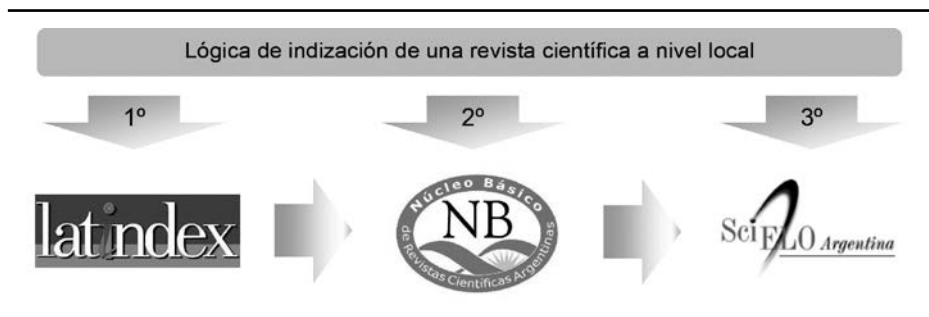 Lógica de indización de una revista científica a nivel local
1º
2º
3º
latindex
Núcleo Básico
NB
de Revistas Científicas Argentinas
SciELO Argentina